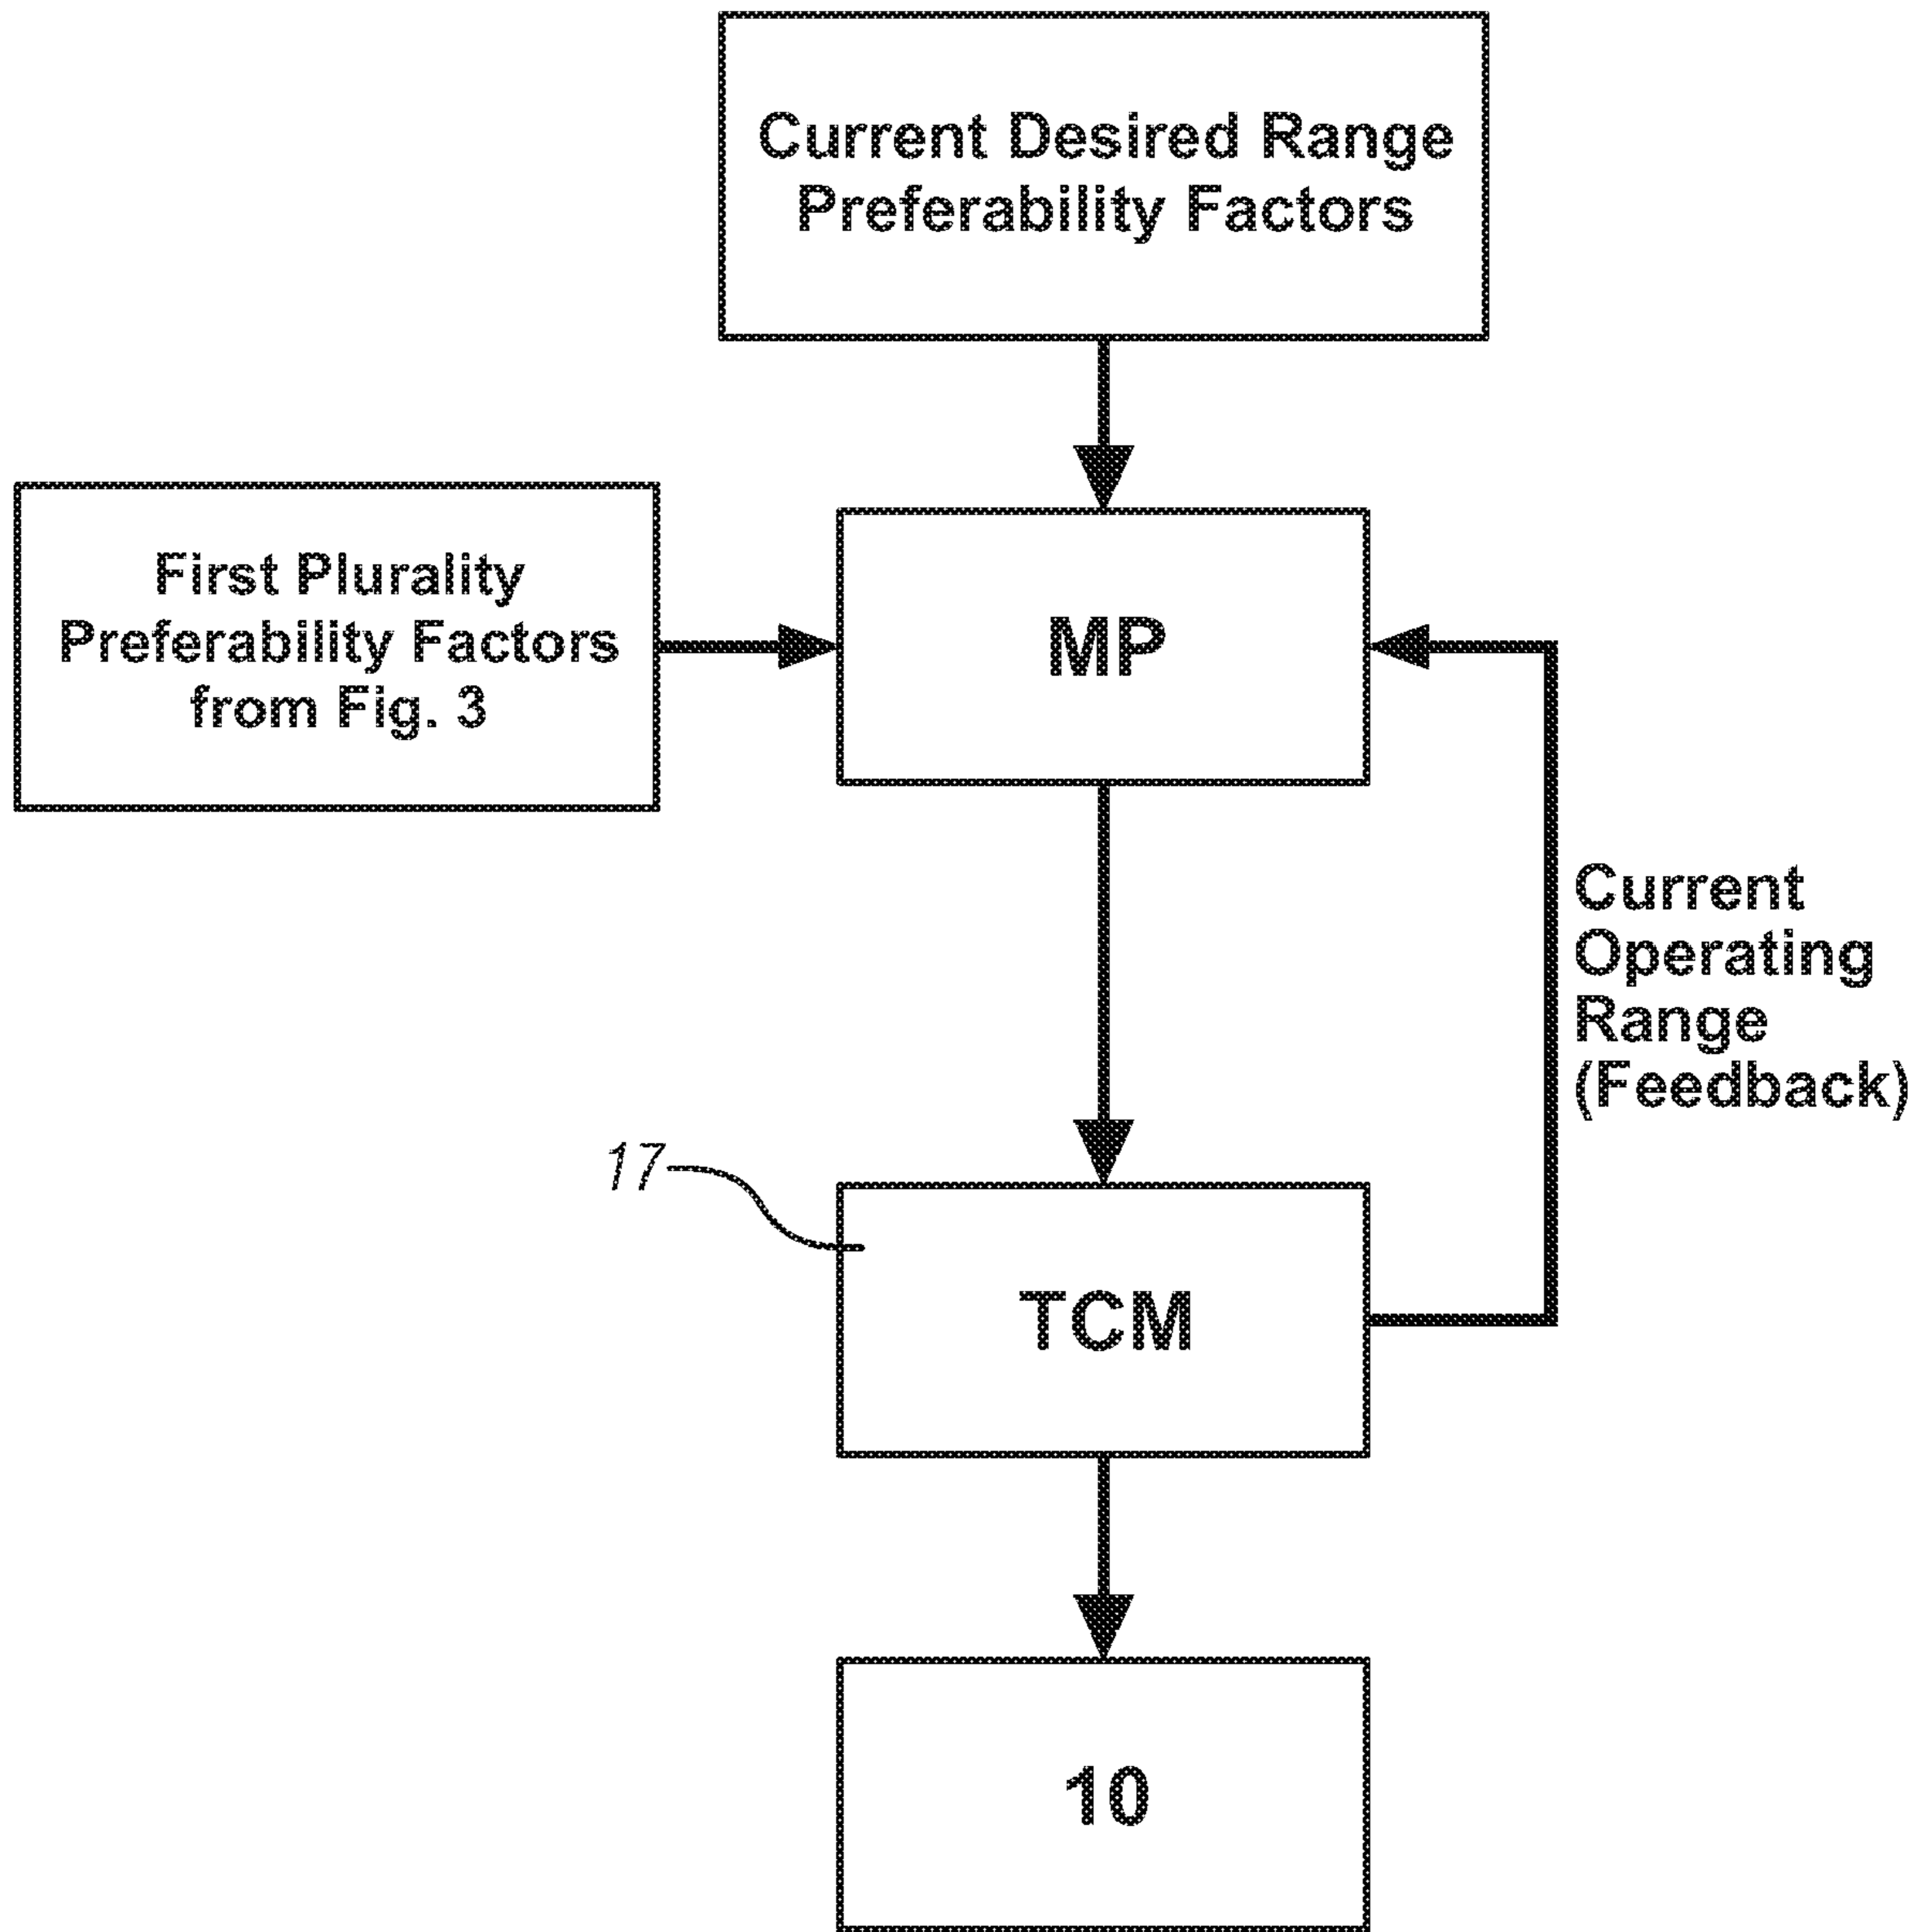 Current Desired Range
Preferability Factors
First Plurality
Preferability Factors
from Fig. 3
MP
Current
Operating
Range
(Feedback)
17
TCM
10